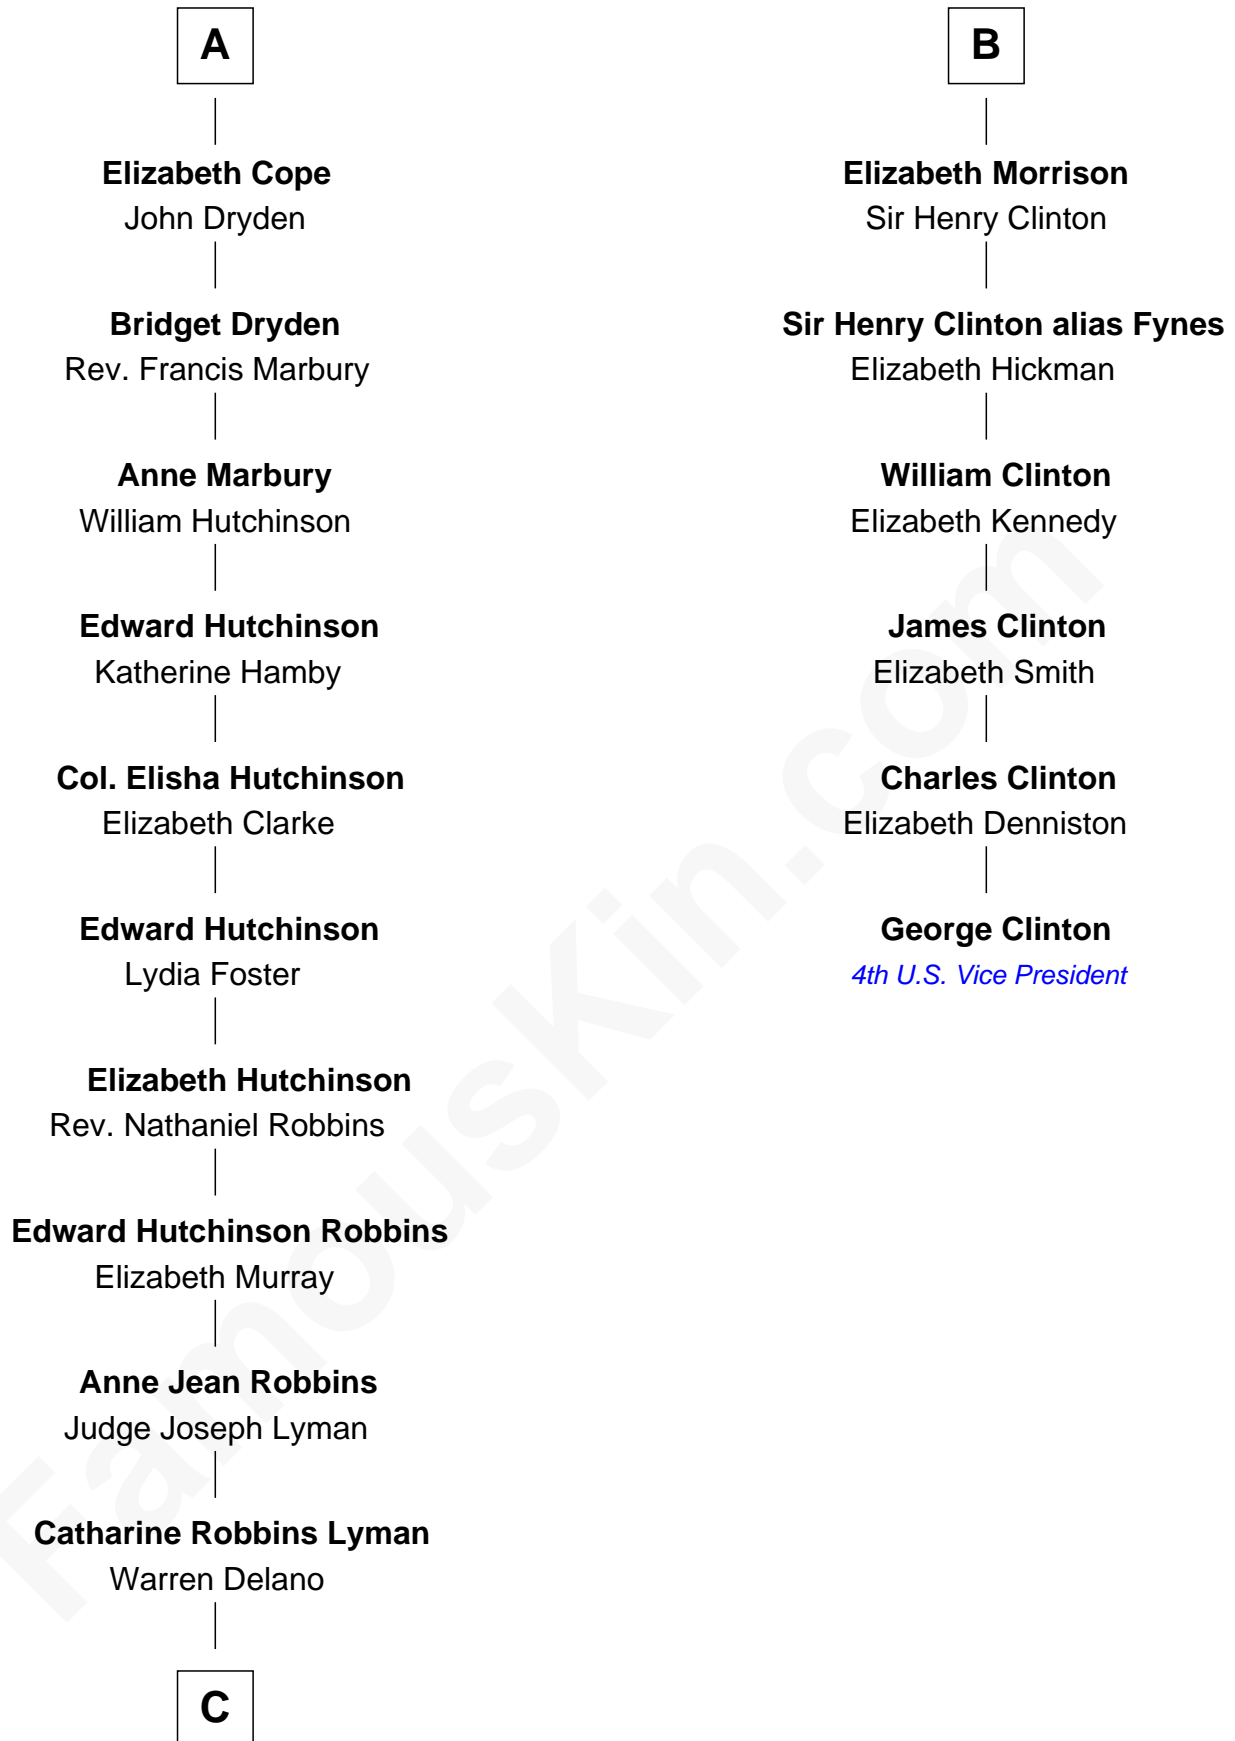 A
Elizabeth Cope
John Dryden
Bridget Dryden
Rev. Francis Marbury
Anne Marbury
William Hutchinson
Edward Hutchinson
Katherine Hamby
Col. Elisha Hutchinson
Elizabeth Clarke
Edward Hutchinson
Lydia Foster
Elizabeth Hutchinson
Rev. Nathaniel Robbins
Edward Hutchinson Robbins
Elizabeth Murray
Anne Jean Robbins
Judge Joseph Lyman
Catharine Robbins Lyman
Warren Delano
C
B
Elizabeth Morrison
Sir Henry Clinton
Sir Henry Clinton alias Fynes
Elizabeth Hickman
William Clinton
Elizabeth Kennedy
James Clinton
Elizabeth Smith
Charles Clinton
Elizabeth Denniston
George Clinton
4th U.S. Vice President
FamousKin.com